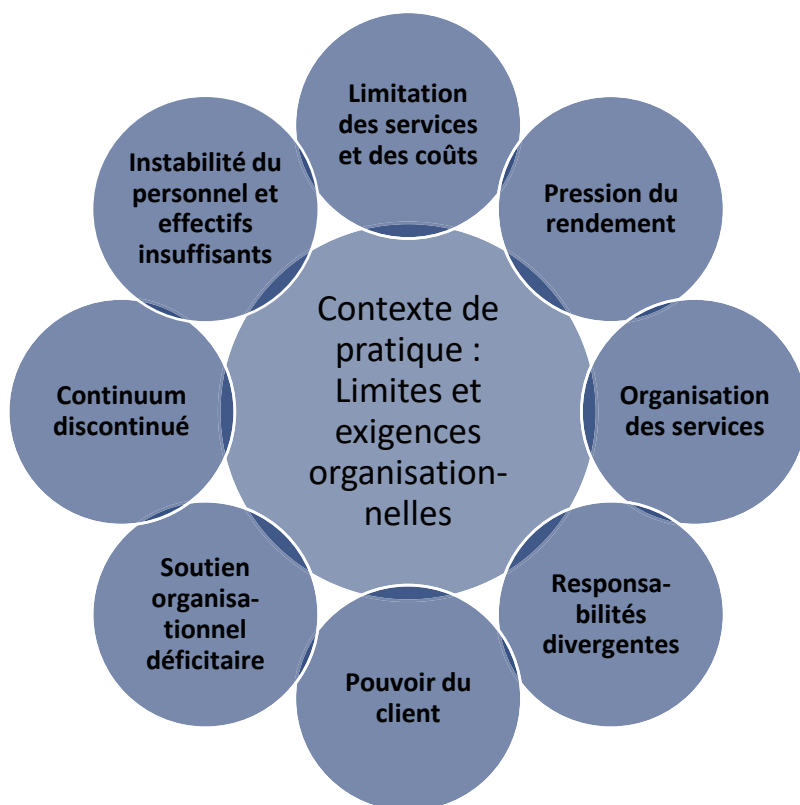 Limitation
des services
et des coûts
Pression du
rendement
Organisation
des services
Responsa-
bilités
divergentes
Pouvoir du
client
Soutien
organisa-
tionnel
déficitaire
Continuum
discontinué
Instabilité du
personnel et
effectifs
insuffisants
Contexte de
pratique :
Limites et
exigences
organisation-
nelles